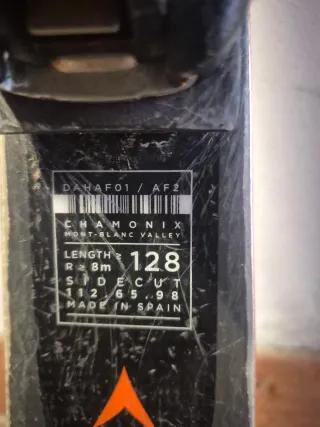 DAHAF01 / AF2
CHAMONIX
MONT-BLANC VALLEY
LENGTH ≥ 128
R ≥ 8m
SIDECUT
112.65.98
MADE IN SPAIN